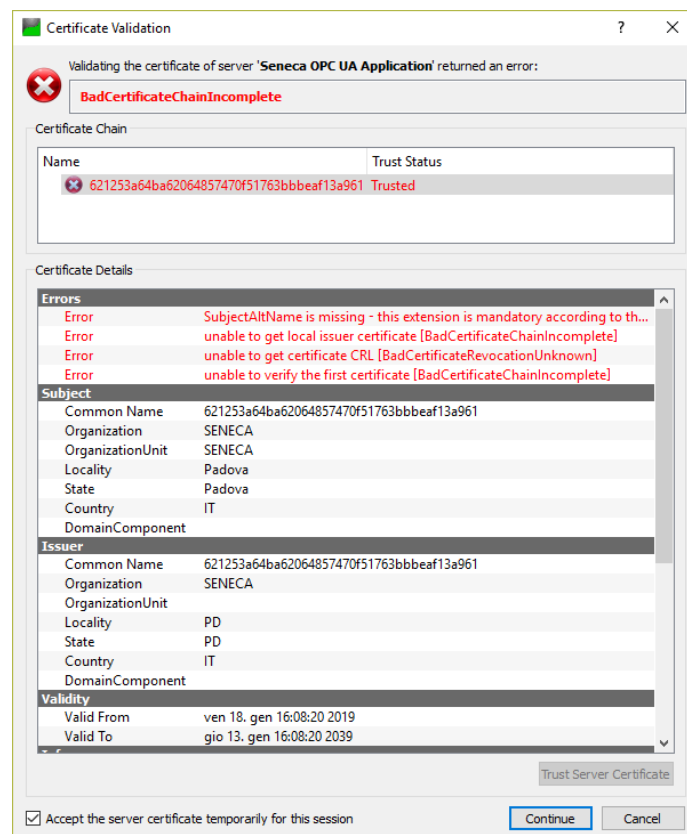 Certificate Validation
?
Validating the certificate of server 'Seneca OPC UA Application' returned an error:
BadCertificateChainIncomplete
Certificate Chain
Name Trust Status
621253a64ba62064857470f51763bbbeaf13a961 Trusted
Certificate Details
Errors
Error SubjectAltName is missing - this extension is mandatory according to th...
Error unable to get local issuer certificate [BadCertificateChainIncomplete]
Error unable to get certificate CRL [BadCertificateRevocationUnknown]
Error unable to verify the first certificate [BadCertificateChainIncomplete]
Subject
Common Name 621253a64ba62064857470f51763bbbeaf13a961
Organization SENECA
OrganizationUnit SENECA
Locality Padova
State Padova
Country IT
DomainComponent
Issuer
Common Name 621253a64ba62064857470f51763bbbeaf13a961
Organization SENECA
OrganizationUnit
Locality PD
State PD
Country IT
DomainComponent
Validity
Valid From ven 18. gen 16:08:20 2019
Valid To gio 13. gen 16:08:20 2039
Trust Server Certificate
Accept the server certificate temporarily for this session
Continue
Cancel